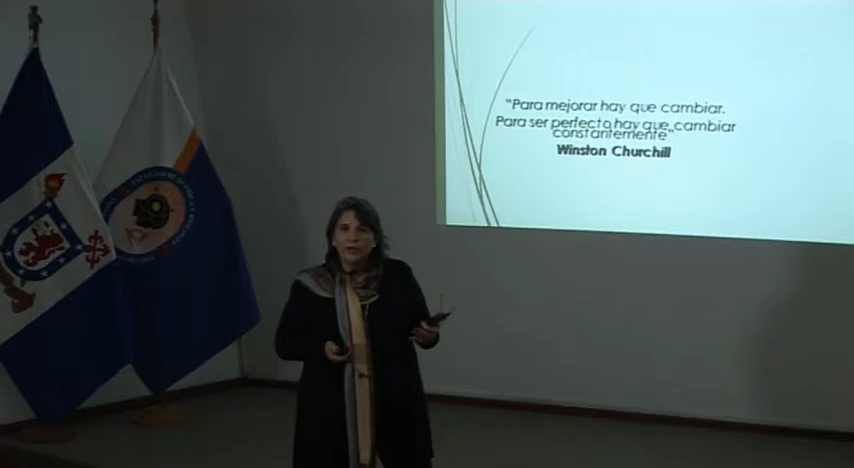 "Para mejorar hay que cambiar.
Para ser perfecto hay que cambiar
constantemente"
Winston Churchill